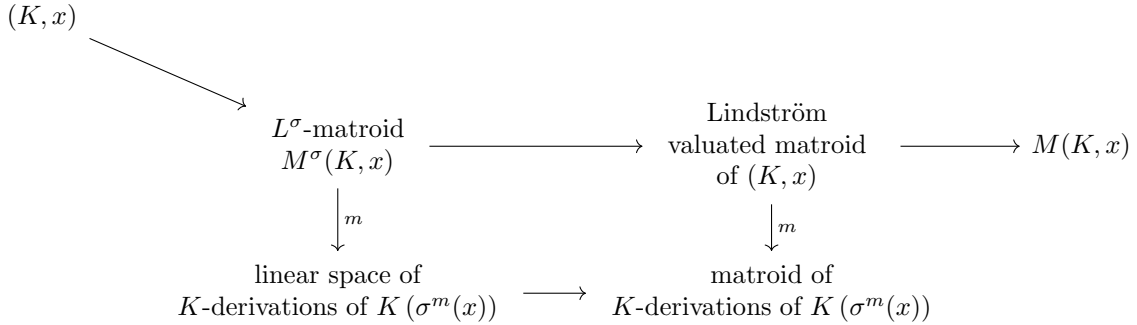 (K, x)
L^σ-matroid
M^σ(K, x)
Lindström
valuated matroid
of (K, x)
M(K, x)
m
m
linear space of
K-derivations of K (σ^m(x))
matroid of
K-derivations of K (σ^m(x))